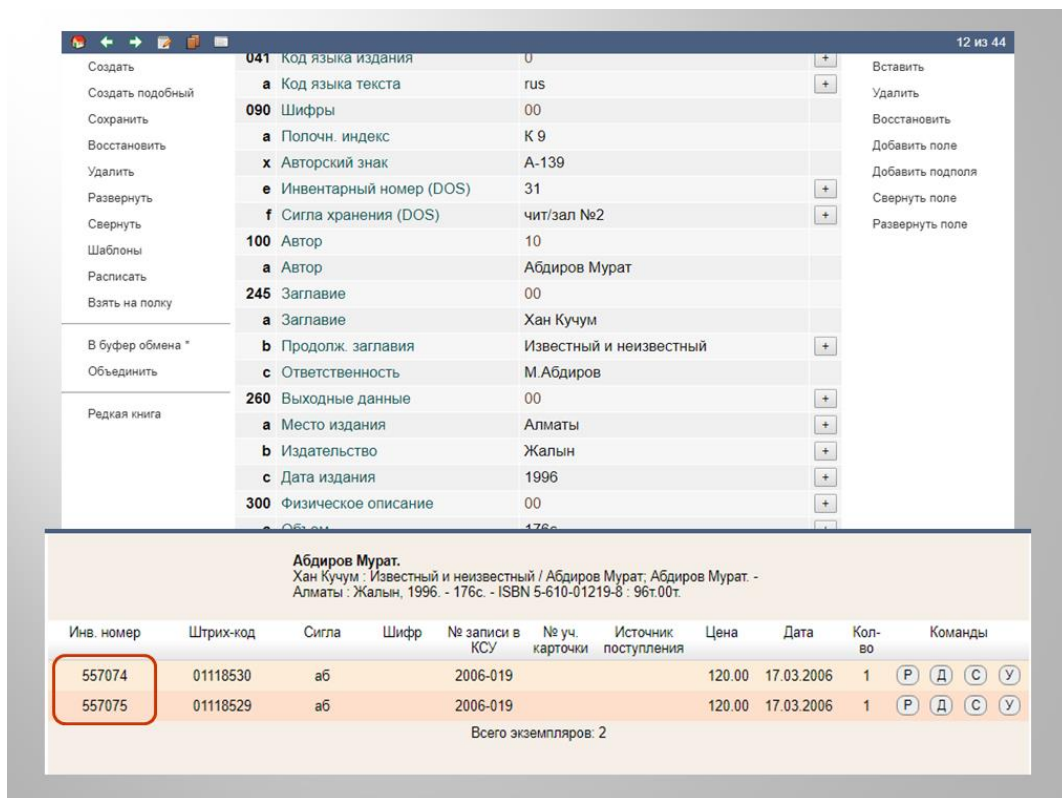 12 из 44
Создать
Создать подобный
Сохранить
Восстановить
Удалить
Развернуть
Свернуть
Шаблоны
Расписать
Взять на полку
В буфер обмена *
Объединить
Редкая книга
041 Код языка издания 0 +
a Код языка текста rus +
090 Шифры 00
a Полочн. индекс К 9
x Авторский знак А-139
e Инвентарный номер (DOS) 31 +
f Сигла хранения (DOS) чит/зал №2 +
100 Автор 10
a Автор Абдиров Мурат
245 Заглавие 00
a Заглавие Хан Кучум
b Продолж. заглавия Известный и неизвестный +
c Ответственность М.Абдиров
260 Выходные данные 00 +
a Место издания Алматы +
b Издательство Жалын +
c Дата издания 1996 +
300 Физическое описание 00 +
a Объем 176с +
Вставить
Удалить
Восстановить
Добавить поле
Добавить подполя
Свернуть поле
Развернуть поле
Абдиров Мурат.
Хан Кучум : Известный и неизвестный / Абдиров Мурат; Абдиров Мурат. -
Алматы : Жалын, 1996. - 176с. - ISBN 5-610-01219-8 : 96т.00т.
Инв. номер Штрих-код Сигла Шифр № записи в КСУ № уч. карточки Источник поступления Цена Дата Кол-во Команды
557074 01118530 аб 2006-019 120.00 17.03.2006 1 Р Д С У
557075 01118529 аб 2006-019 120.00 17.03.2006 1 Р Д С У
Всего экземпляров: 2